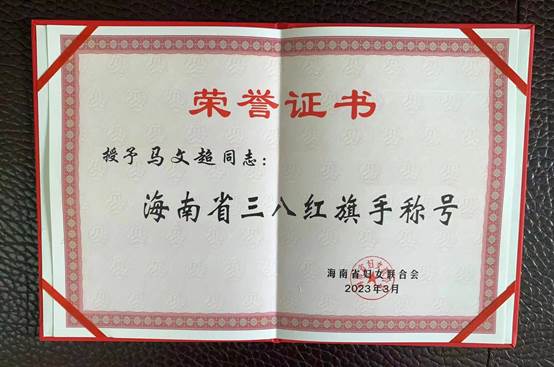 荣誉证书
授予马文超同志：
海南省三八红旗手称号
海南省妇女联合会
2023年3月